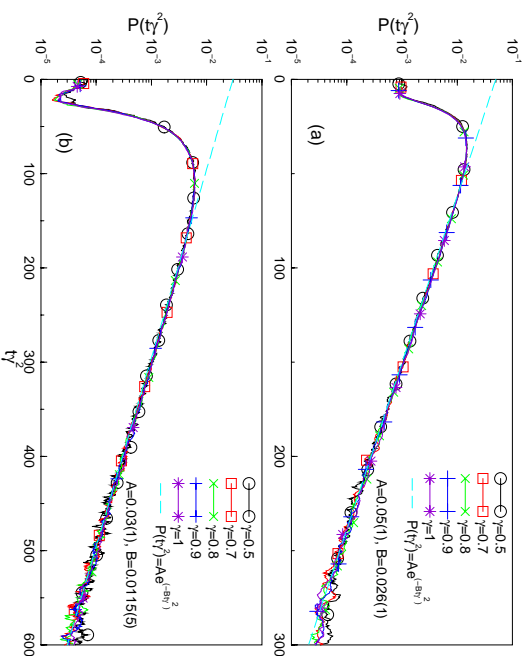 P(tγ²)
10⁻¹
10⁻²
10⁻³
10⁻⁴
10⁻⁵
(a)
γ=0.5
γ=0.7
γ=0.8
γ=0.9
γ=1
P(tγ²)=Ae^(-Btγ²)
A=0.05(1), B=0.026(1)
0 100 200 300
P(tγ²)
10⁻¹
10⁻²
10⁻³
10⁻⁴
10⁻⁵
(b)
γ=0.5
γ=0.7
γ=0.8
γ=0.9
γ=1
P(tγ²)=Ae^(-Btγ²)
A=0.03(1), B=0.0115(5)
0 100 200 300 400 500 600
tγ²